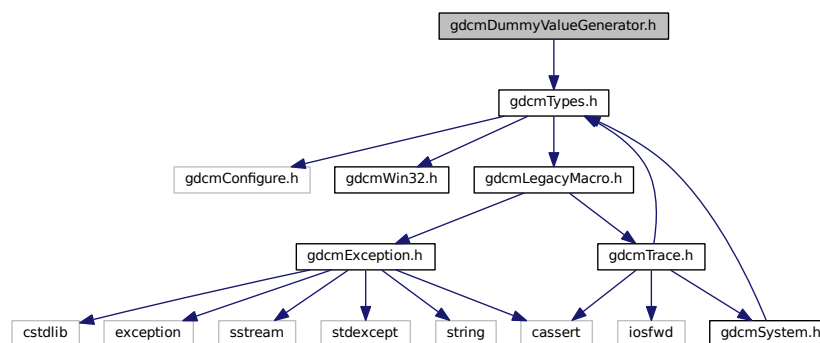 gdcmDummyValueGenerator.h
gdcmTypes.h
gdcmConfigure.h
gdcmWin32.h
gdcmLegacyMacro.h
gdcmException.h
gdcmTrace.h
cstdlib
exception
sstream
stdexcept
string
cassert
iosfwd
gdcmSystem.h